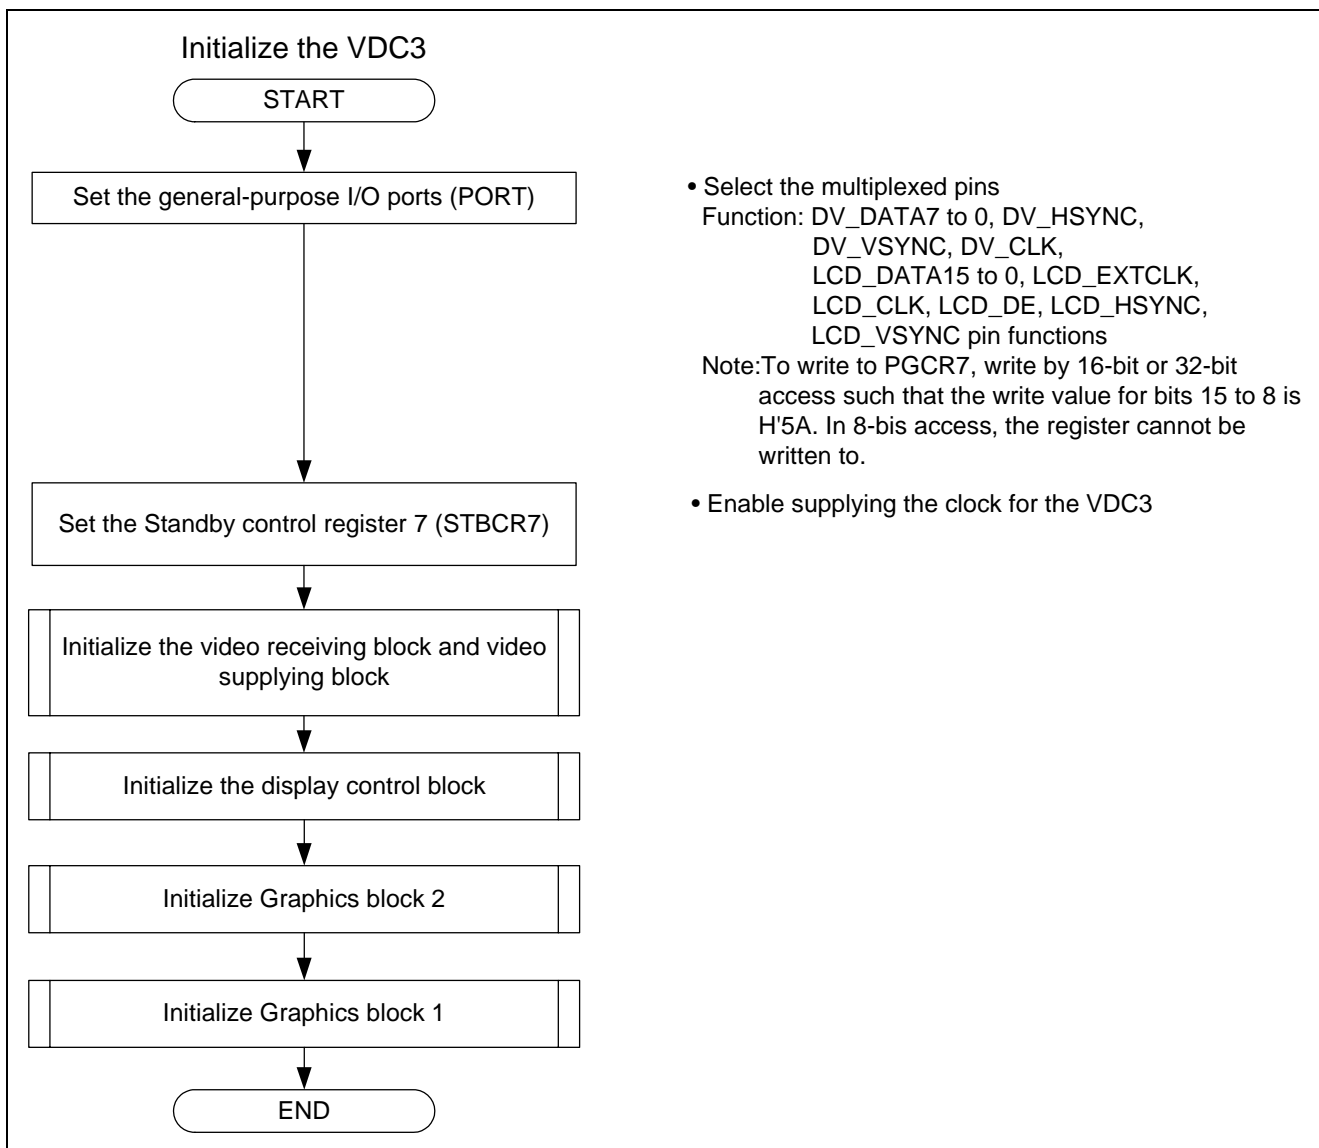 Initialize the VDC3
START
Set the general-purpose I/O ports (PORT)
• Select the multiplexed pins
Function: DV_DATA7 to 0, DV_HSYNC,
DV_VSYNC, DV_CLK,
LCD_DATA15 to 0, LCD_EXTCLK,
LCD_CLK, LCD_DE, LCD_HSYNC,
LCD_VSYNC pin functions
Note:To write to PGCR7, write by 16-bit or 32-bit
access such that the write value for bits 15 to 8 is
H'5A. In 8-bis access, the register cannot be
written to.
Set the Standby control register 7 (STBCR7)
• Enable supplying the clock for the VDC3
Initialize the video receiving block and video
supplying block
Initialize the display control block
Initialize Graphics block 2
Initialize Graphics block 1
END